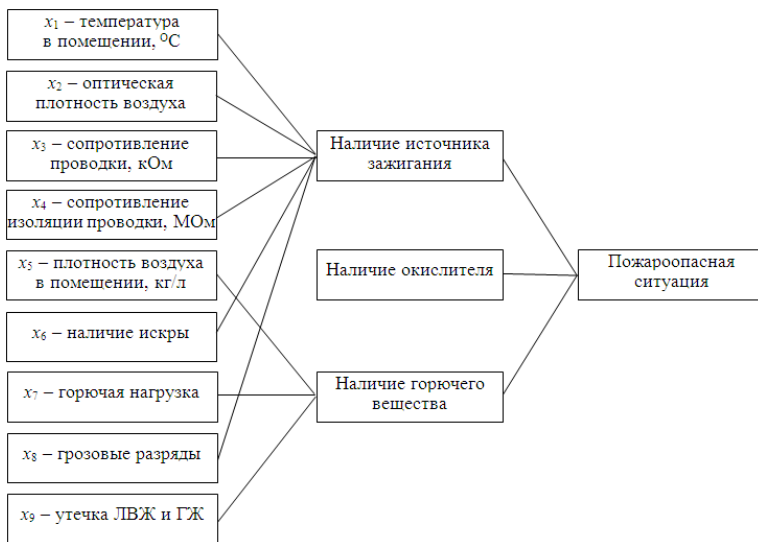 x₁ – температура
в помещении, ⁰С
x₂ – оптическая
плотность воздуха
x₃ – сопротивление
проводки, кОм
x₄ – сопротивление
изоляции проводки, МОм
x₅ – плотность воздуха
в помещении, кг/л
x₆ – наличие искры
x₇ – горючая нагрузка
x₈ – грозовые разряды
x₉ – утечка ЛВЖ и ГЖ
Наличие источника
зажигания
Наличие окислителя
Наличие горючего
вещества
Пожароопасная
ситуация